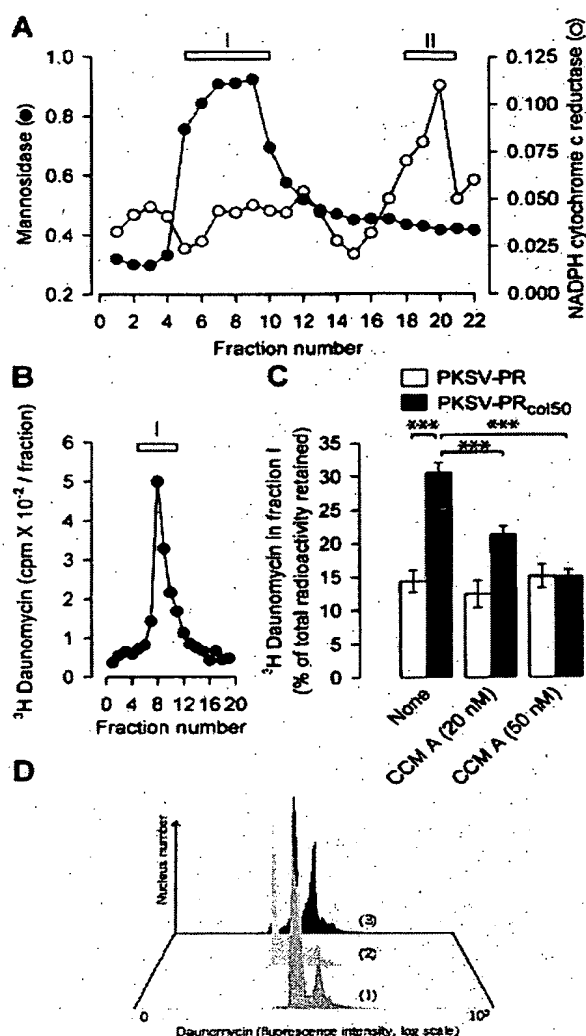 A
I
II
Mannosidase (●)
1.0
0.8
0.6
0.4
0.2
NADPH cytochrome c reductase (○)
0.125
0.100
0.075
0.050
0.025
0.000
0 2 4 6 8 10 12 14 16 18 20 22
Fraction number
B
I
³H Daunomycin (cpm X 10⁻² / fraction)
6
5
4
3
2
1
0
0 4 8 12 16 20
Fraction number
C
PKSV-PR
PKSV-PRcol50
*** *** ***
³H Daunomycin in fraction I
(% of total radioactivity retained)
35
30
25
20
15
10
5
0
None
CCM A (20 nM)
CCM A (50 nM)
D
Nucleus number
(3)
(2)
(1)
0
Daunomycin (fluorescence intensity, log scale)